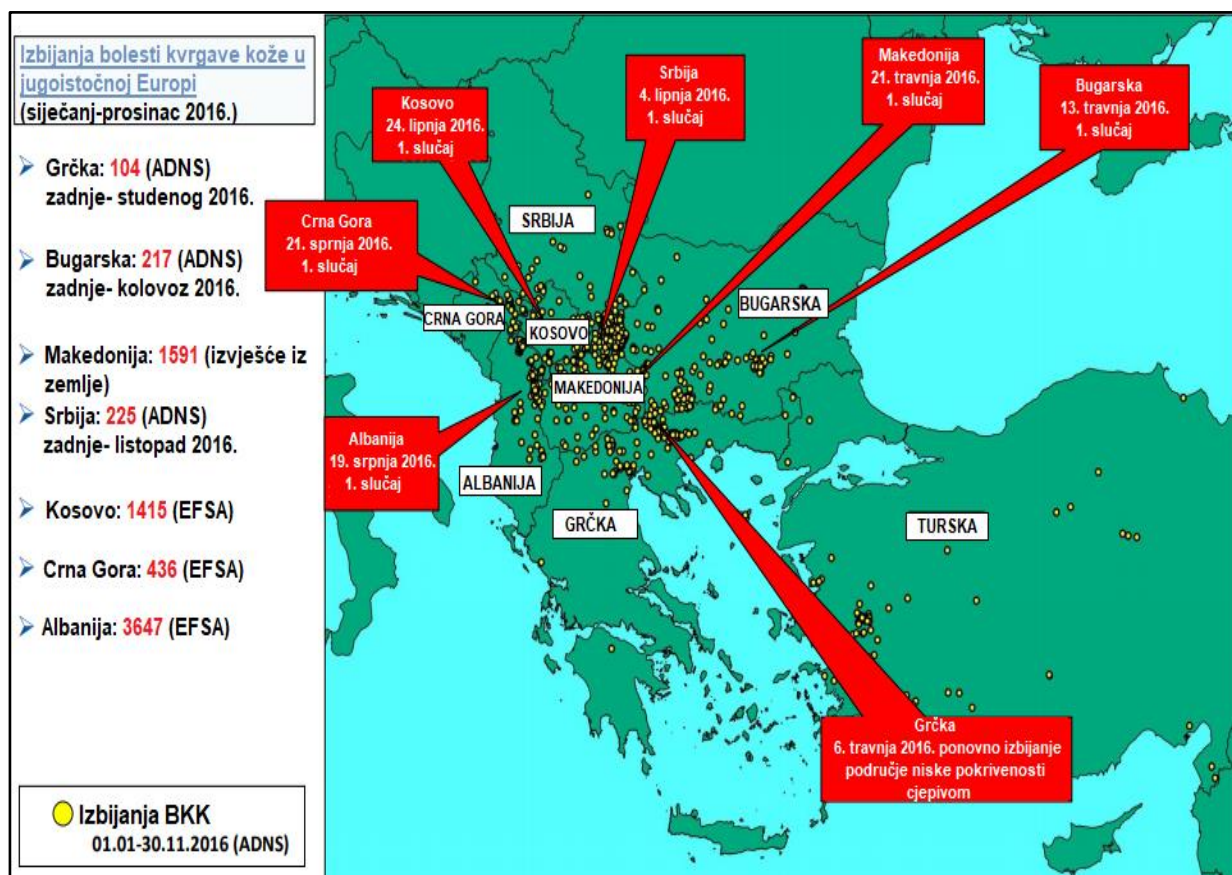 Izbijanja bolesti kvrgave kože u
jugoistočnoj Europi
(siječanj-prosinac 2016.)
Grčka: 104 (ADNS)
zadnje- studenog 2016.
Bugarska: 217 (ADNS)
zadnje- kolovoz 2016.
Makedonija: 1591 (izvješće iz
zemlje)
Srbija: 225 (ADNS)
zadnje- listopad 2016.
Kosovo: 1415 (EFSA)
Crna Gora: 436 (EFSA)
Albanija: 3647 (EFSA)
Izbijanja BKK
01.01-30.11.2016 (ADNS)
Kosovo
24. lipnja 2016.
1. slučaj
Srbija
4. lipnja 2016.
1. slučaj
Makedonija
21. travnja 2016.
1. slučaj
Bugarska
13. travnja 2016.
1. slučaj
Crna Gora
21. sprnja 2016.
1. slučaj
Albanija
19. srpnja 2016.
1. slučaj
Grčka
6. travnja 2016. ponovno izbijanje
područje niske pokrivenosti
cjepivom
SRBIJA
CRNA GORA
KOSOVO
BUGARSKA
MAKEDONIJA
ALBANIJA
GRČKA
TURSKA